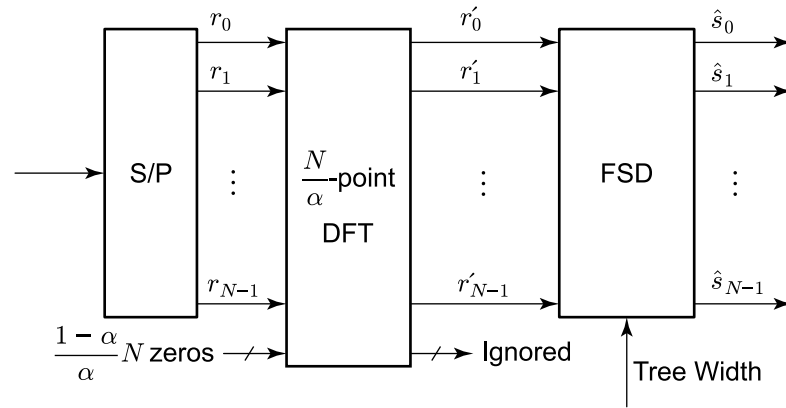 r₀ r′₀ ŝ₀
r₁ r′₁ ŝ₁
S/P ⋮ N/α-point ⋮ FSD ⋮
DFT
r_{N−1} r′_{N−1} ŝ_{N−1}
(1 − α)/α N zeros Ignored
Tree Width